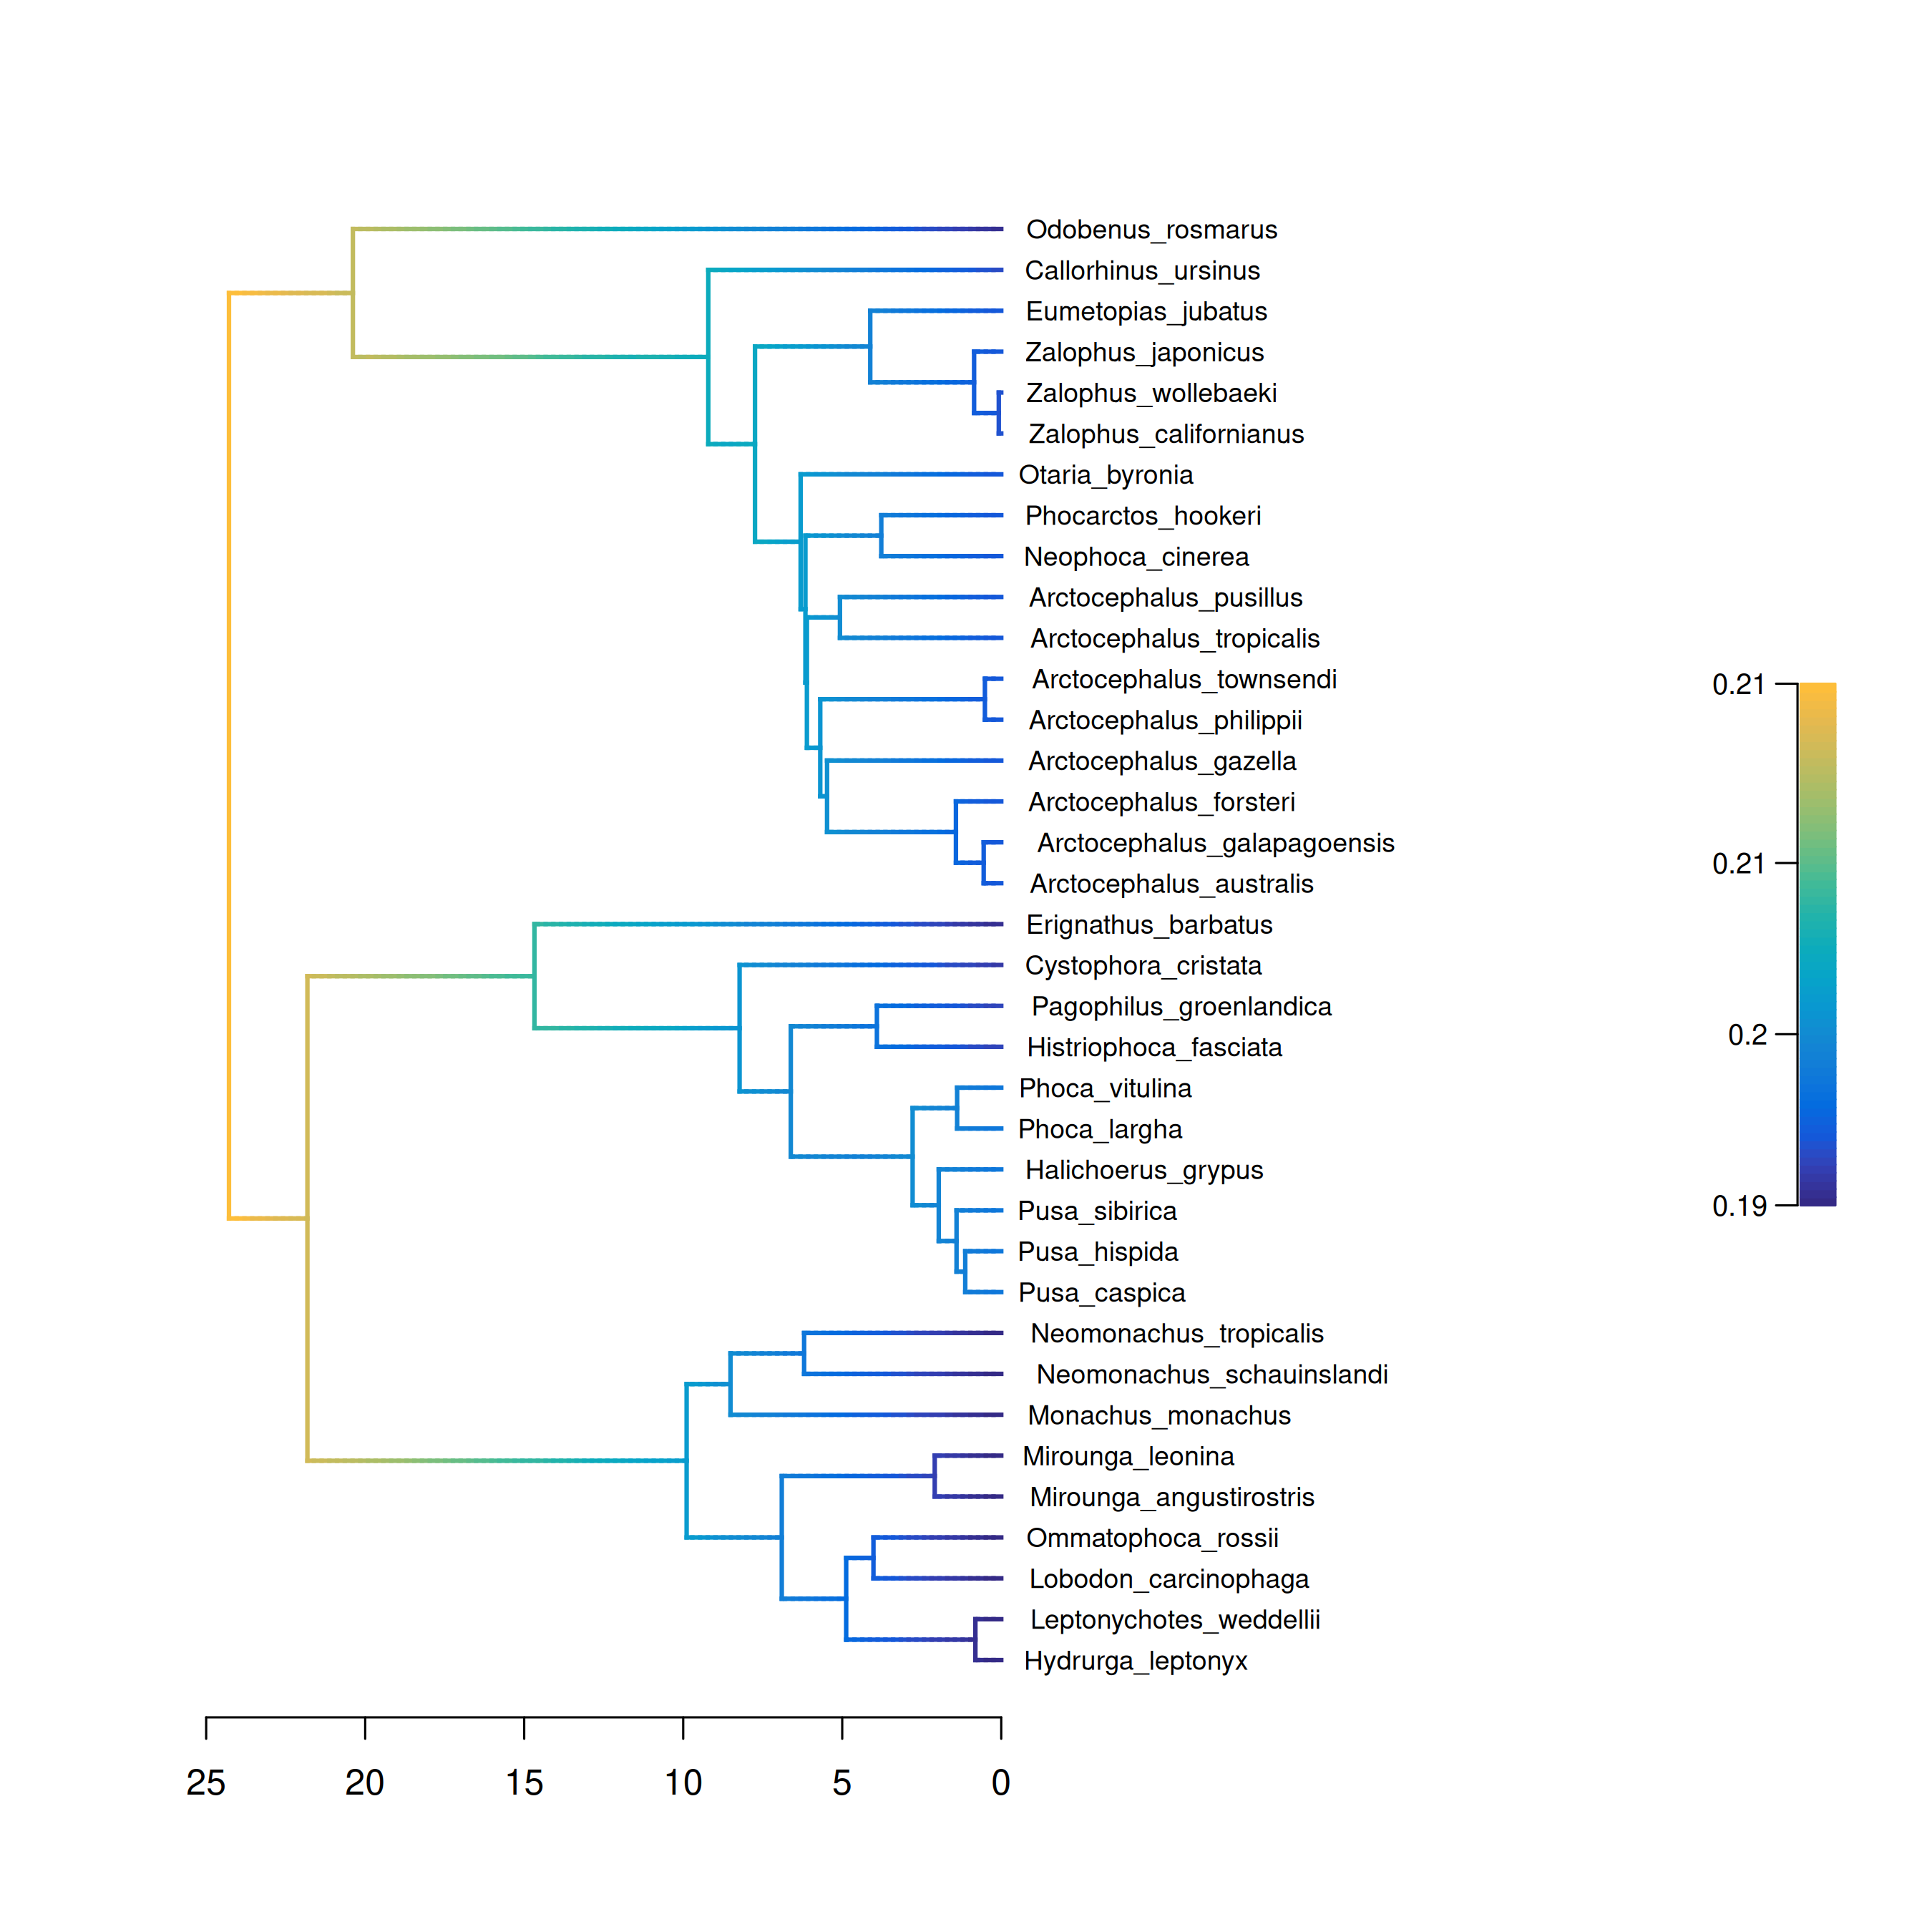 Odobenus_rosmarus
Callorhinus_ursinus
Eumetopias_jubatus
Zalophus_japonicus
Zalophus_wollebaeki
Zalophus_californianus
Otaria_byronia
Phocarctos_hookeri
Neophoca_cinerea
Arctocephalus_pusillus
Arctocephalus_tropicalis
Arctocephalus_townsendi
Arctocephalus_philippii
Arctocephalus_gazella
Arctocephalus_forsteri
Arctocephalus_galapagoensis
Arctocephalus_australis
Erignathus_barbatus
Cystophora_cristata
Pagophilus_groenlandica
Histriophoca_fasciata
Phoca_vitulina
Phoca_largha
Halichoerus_grypus
Pusa_sibirica
Pusa_hispida
Pusa_caspica
Neomonachus_tropicalis
Neomonachus_schauinslandi
Monachus_monachus
Mirounga_leonina
Mirounga_angustirostris
Ommatophoca_rossii
Lobodon_carcinophaga
Leptonychotes_weddellii
Hydrurga_leptonyx
0.21
0.21
0.2
0.19
25 20 15 10 5 0